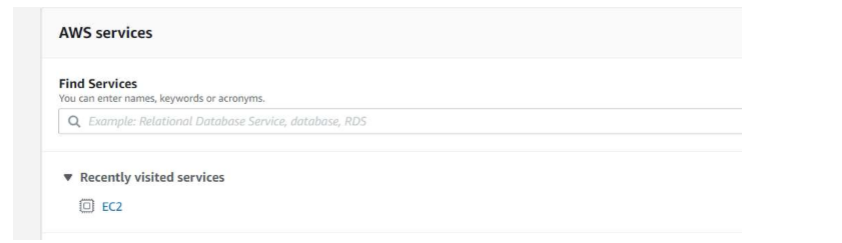 AWS services
Find Services
You can enter names, keywords or acronyms.
Example: Relational Database Service, database, RDS
Recently visited services
EC2